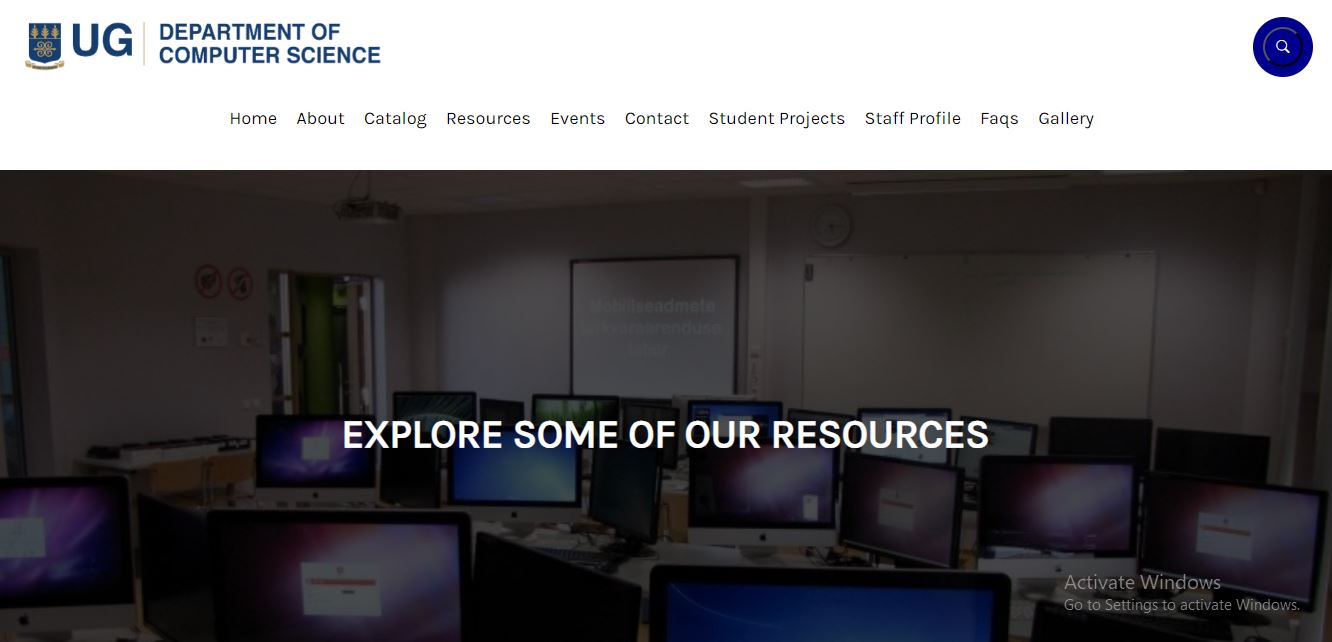 UG
DEPARTMENT OF
COMPUTER SCIENCE
Home About Catalog Resources Events Contact Student Projects Staff Profile Faqs Gallery
Mobiilseadmete
tarkvaraarenduse
labor
EXPLORE SOME OF OUR RESOURCES
Activate Windows
Go to Settings to activate Windows.